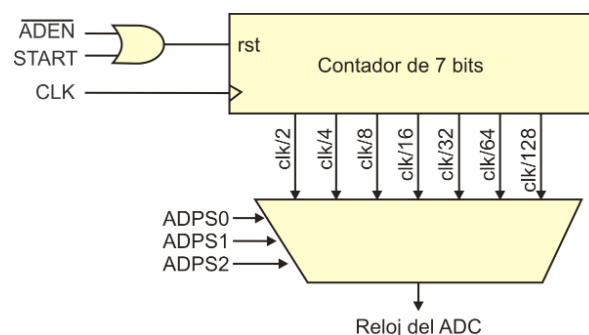 ADEN
START
CLK
rst
Contador de 7 bits
clk/2
clk/4
clk/8
clk/16
clk/32
clk/64
clk/128
ADPS0
ADPS1
ADPS2
Reloj del ADC